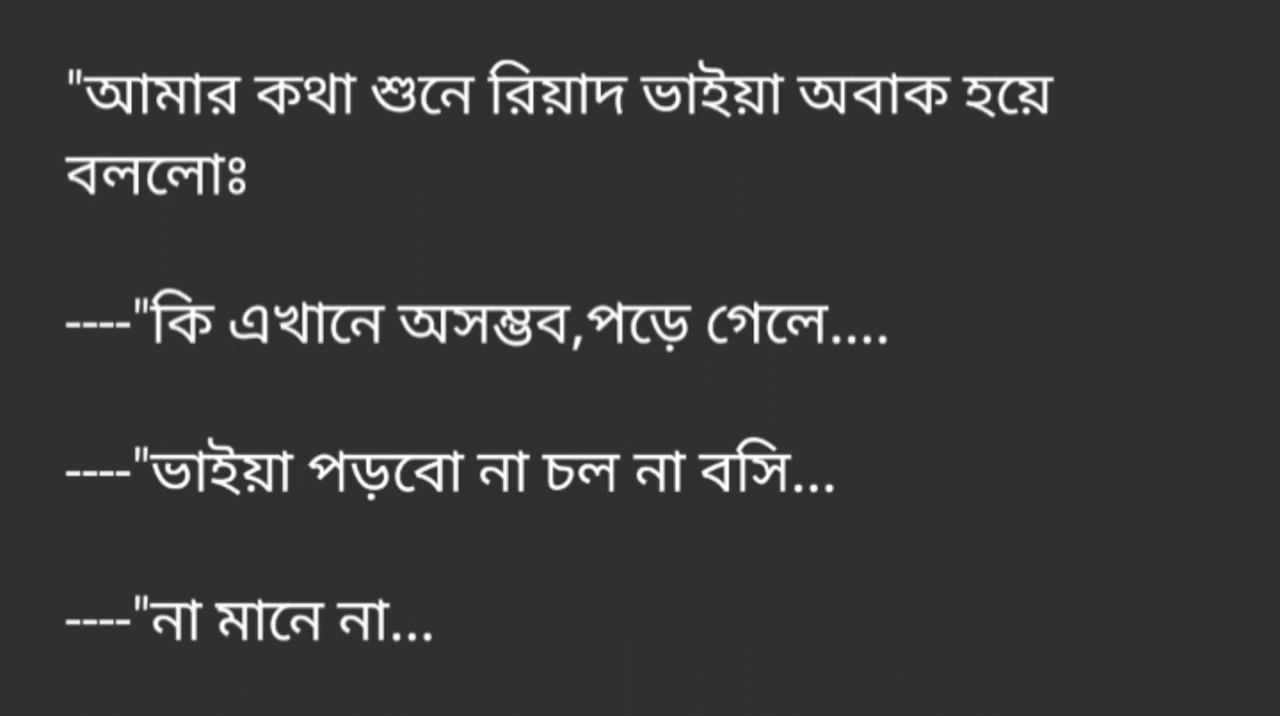 "আমার কথা শুনে রিয়াদ ভাইয়া অবাক হয়ে
বললোঃ
----"কি এখানে অসম্ভব,পড়ে গেলে....
----"ভাইয়া পড়বো না চল না বসি...
----"না মানে না...